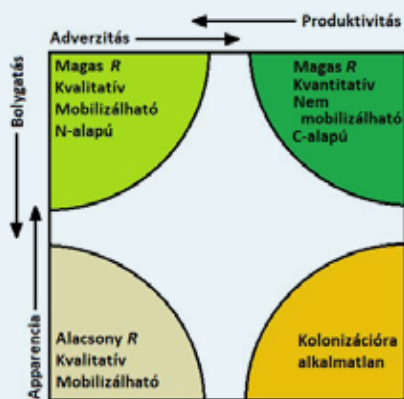 Produktivitás
Adverzitás
Bolygatás
Apparencia
Magas R
Kvalitatív
Mobilizálható
N-alapú
Magas R
Kvantitatív
Nem
mobilizálható
C-alapú
Alacsony R
Kvalitatív
Mobilizálható
Kolonizációra
alkalmatlan